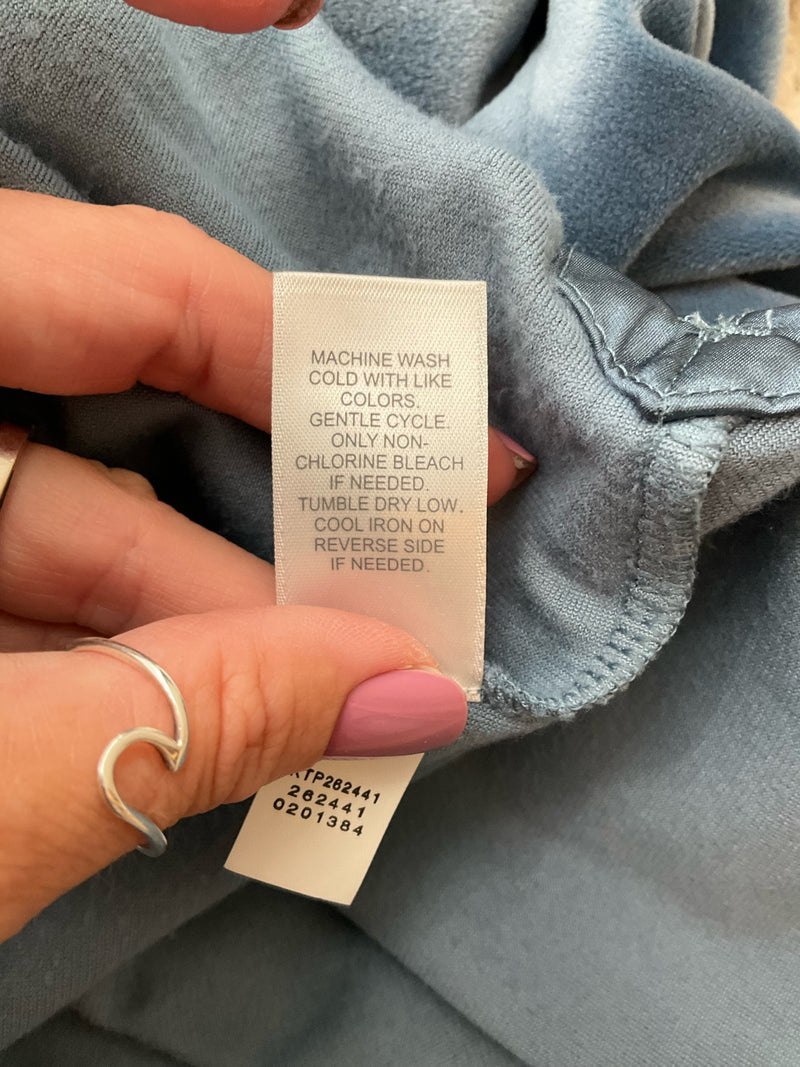 MACHINE WASH
COLD WITH LIKE
COLORS.
GENTLE CYCLE.
ONLY NON-
CHLORINE BLEACH
IF NEEDED.
TUMBLE DRY LOW.
COOL IRON ON
REVERSE SIDE
IF NEEDED.
262441
0201384